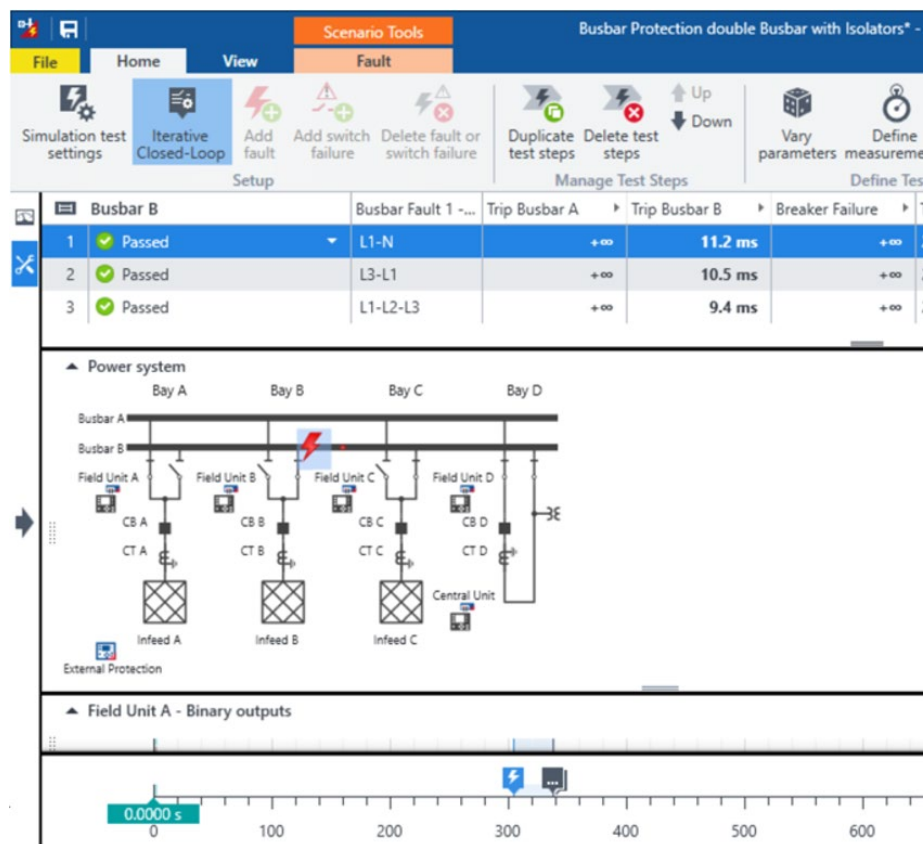 Scenario Tools
Busbar Protection double Busbar with Isolators* -
File
Home
View
Fault
Simulation test
settings
Iterative
Closed-Loop
Add
fault
Add switch
failure
Delete fault or
switch failure
Duplicate
test steps
Delete test
steps
Up
Down
Vary
parameters
Define
measureme
Setup
Manage Test Steps
Define Tes
Busbar B
Busbar Fault 1 -...
Trip Busbar A
Trip Busbar B
Breaker Failure
1 Passed L1-N +∞ 11.2 ms +∞
2 Passed L3-L1 +∞ 10.5 ms +∞
3 Passed L1-L2-L3 +∞ 9.4 ms +∞
Power system
Bay A Bay B Bay C Bay D
Busbar A
Busbar B
Field Unit A Field Unit B Field Unit C Field Unit D
CB A CB B CB C CB D
CT A CT B CT C CT D
Central Unit
Infeed A Infeed B Infeed C
External Protection
Field Unit A - Binary outputs
...
0.0000 s
0 100 200 300 400 500 600